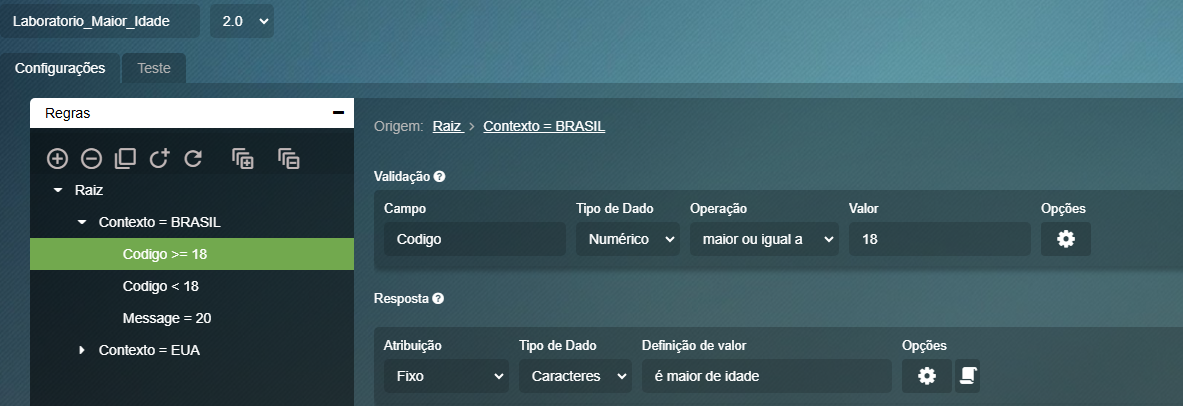 Laboratorio_Maior_Idade 2.0
Configurações Teste
Regras
Origem: Raiz > Contexto = BRASIL
Raiz
Contexto = BRASIL
Codigo >= 18
Codigo < 18
Message = 20
Contexto = EUA
Validação ?
Campo Tipo de Dado Operação Valor Opções
Codigo Numérico maior ou igual a 18
Resposta ?
Atribuição Tipo de Dado Definição de valor Opções
Fixo Caracteres é maior de idade